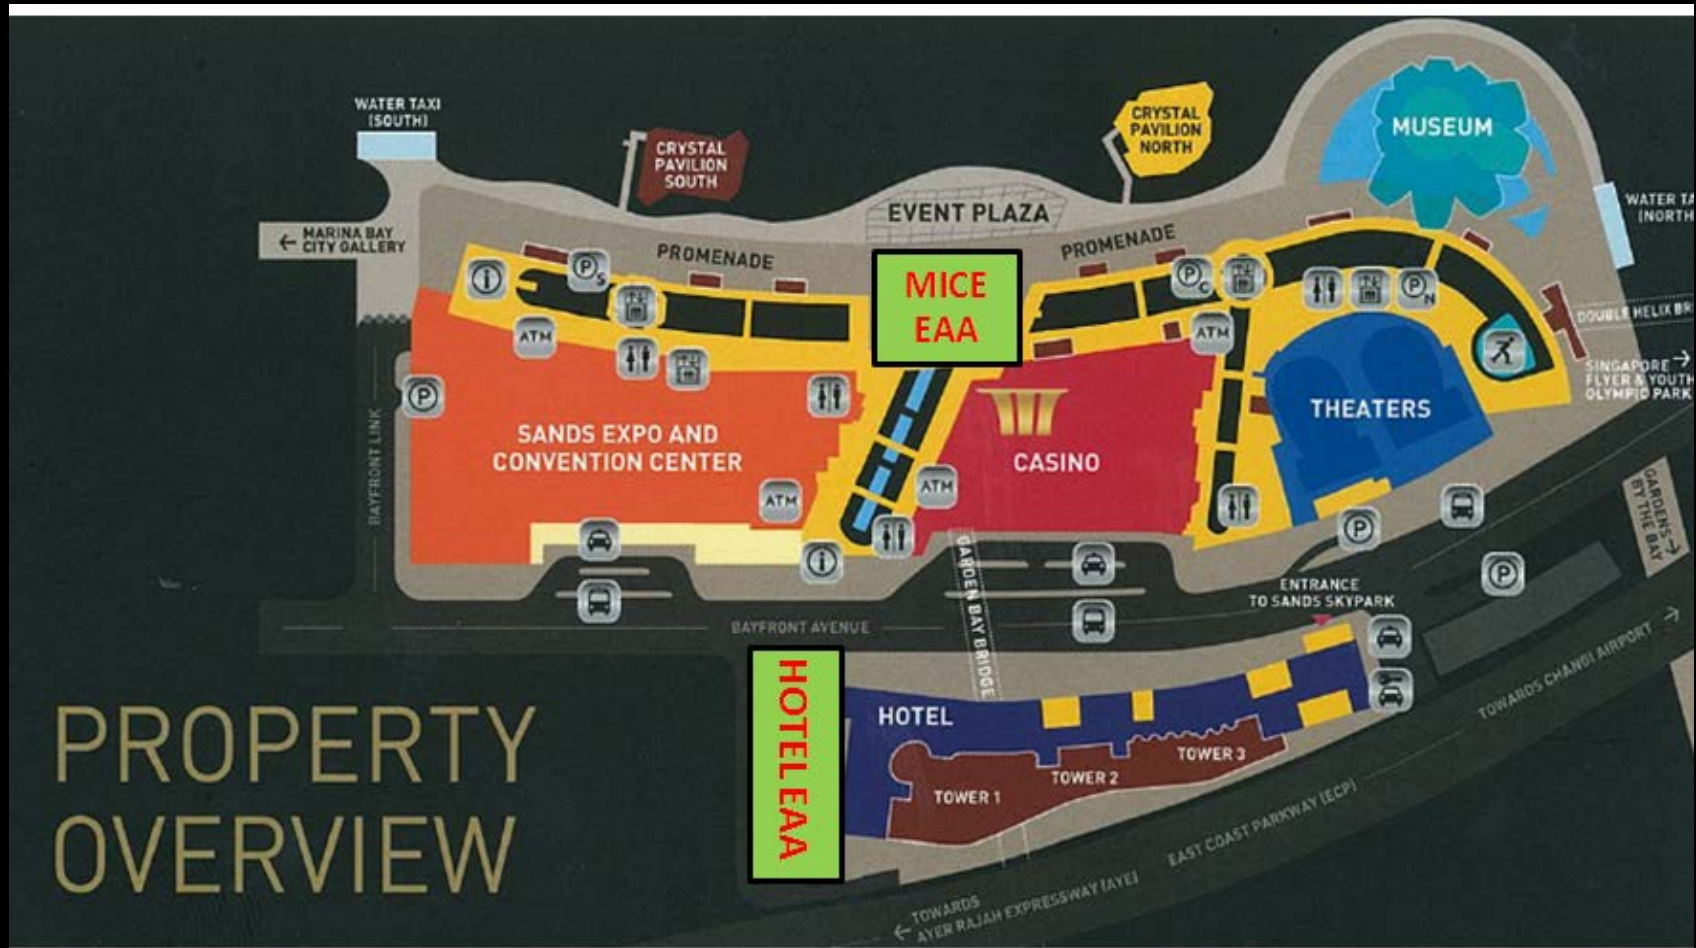 WATER TAXI
(SOUTH)
CRYSTAL
PAVILION
SOUTH
CRYSTAL
PAVILION
NORTH
MUSEUM
EVENT PLAZA
WATER TA
(NORTH
← MARINA BAY
CITY GALLERY
PROMENADE
PROMENADE
MICE
EAA
i
P S
P C
P N
ATM
ATM
DOUBLE HELIX BRI
SINGAPORE →
FLYER & YOUTH
OLYMPIC PARK
P
BAYFRONT LINK
SANDS EXPO AND
CONVENTION CENTER
CASINO
THEATERS
ATM
ATM
i
P
P
GARDENS
BY THE BAY
GARDEN BAY BRIDGE
ENTRANCE
TO SANDS SKYPARK
BAYFRONT AVENUE
HOTEL EAA
HOTEL
TOWER 1
TOWER 2
TOWER 3
TOWARDS CHANGI AIRPORT →
EAST COAST PARKWAY (ECP)
← TOWARDS
AYER RAJAH EXPRESSWAY (AYE)
PROPERTY
OVERVIEW